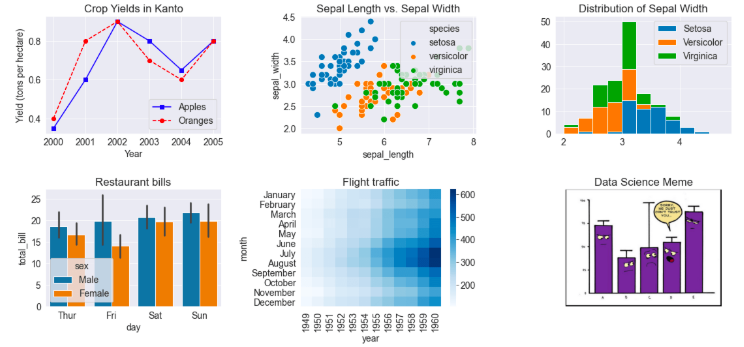 Crop Yields in Kanto
Yield (tons per hectare)
0.8
0.6
0.4
Apples
Oranges
2000 2001 2002 2003 2004 2005
Year
Sepal Length vs. Sepal Width
sepal_width
4.5
4.0
3.5
3.0
2.5
2.0
species
setosa
versicolor
virginica
5 6 7 8
sepal_length
Distribution of Sepal Width
50
40
30
20
10
0
Setosa
Versicolor
Virginica
2 3 4
Restaurant bills
total_bill
25
20
15
10
5
0
sex
Male
Female
Thur Fri Sat Sun
day
Flight traffic
month
January
February
March
April
May
June
July
August
September
October
November
December
1949 1950 1951 1952 1953 1954 1955 1956 1957 1958 1959 1960
year
600
500
400
300
200
Data Science Meme